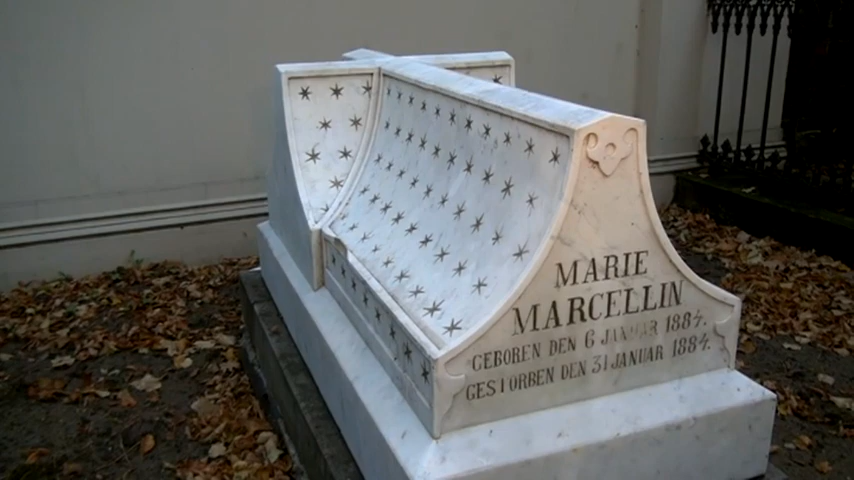 MARIE
MARCELLIN
GEBOREN DEN 6 JANUAR 1884.
GESTORBEN DEN 31 JANUAR 1884.